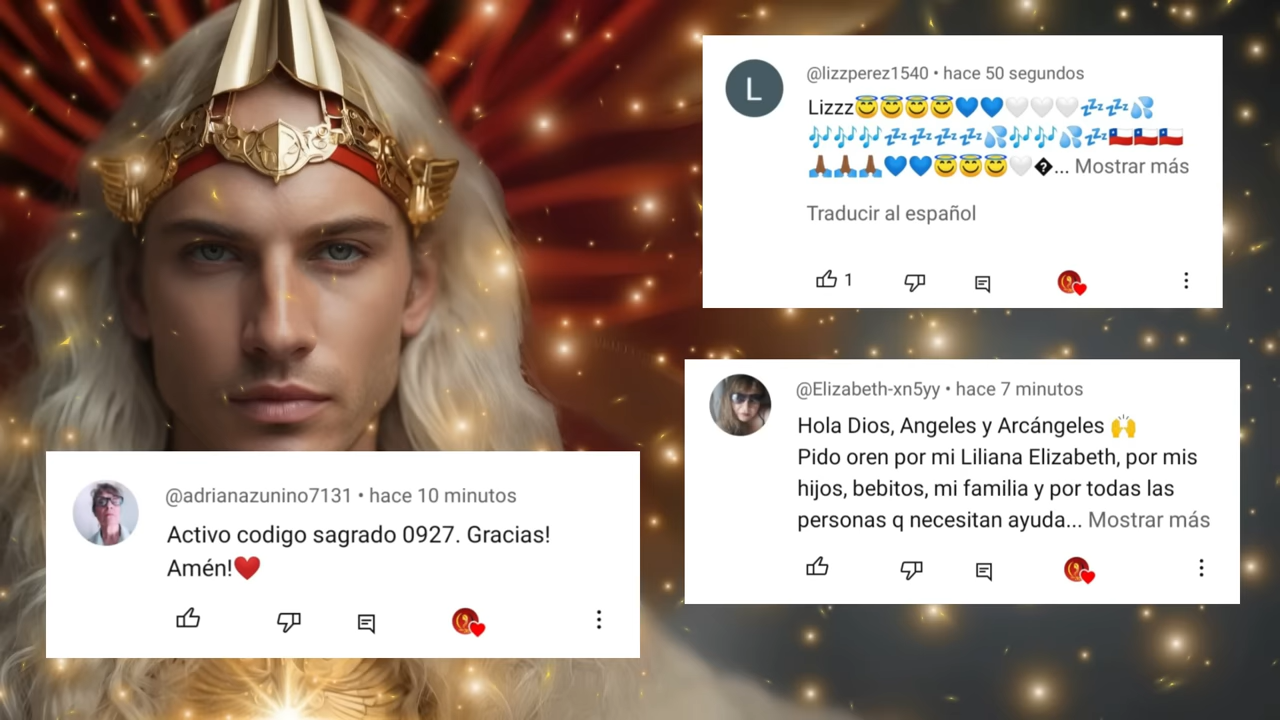 @lizzperez1540 • hace 50 segundos
Lizzz😇😇😇😇💙💙🤍🤍🤍💤💤💦
🎶🎶🎶💤💤💤💤💦🎶🎶💦💤🇨🇱🇨🇱🇨🇱
🙏🏾🙏🏾🙏🏾💙💙😇😇😇🤍�... Mostrar más
Traducir al español
1
@Elizabeth-xn5yy • hace 7 minutos
Hola Dios, Angeles y Arcángeles 🙌
Pido oren por mi Liliana Elizabeth, por mis
hijos, bebitos, mi familia y por todas las
personas q necesitan ayuda... Mostrar más
@adrianazunino7131 • hace 10 minutos
Activo codigo sagrado 0927. Gracias!
Amén!❤️
L